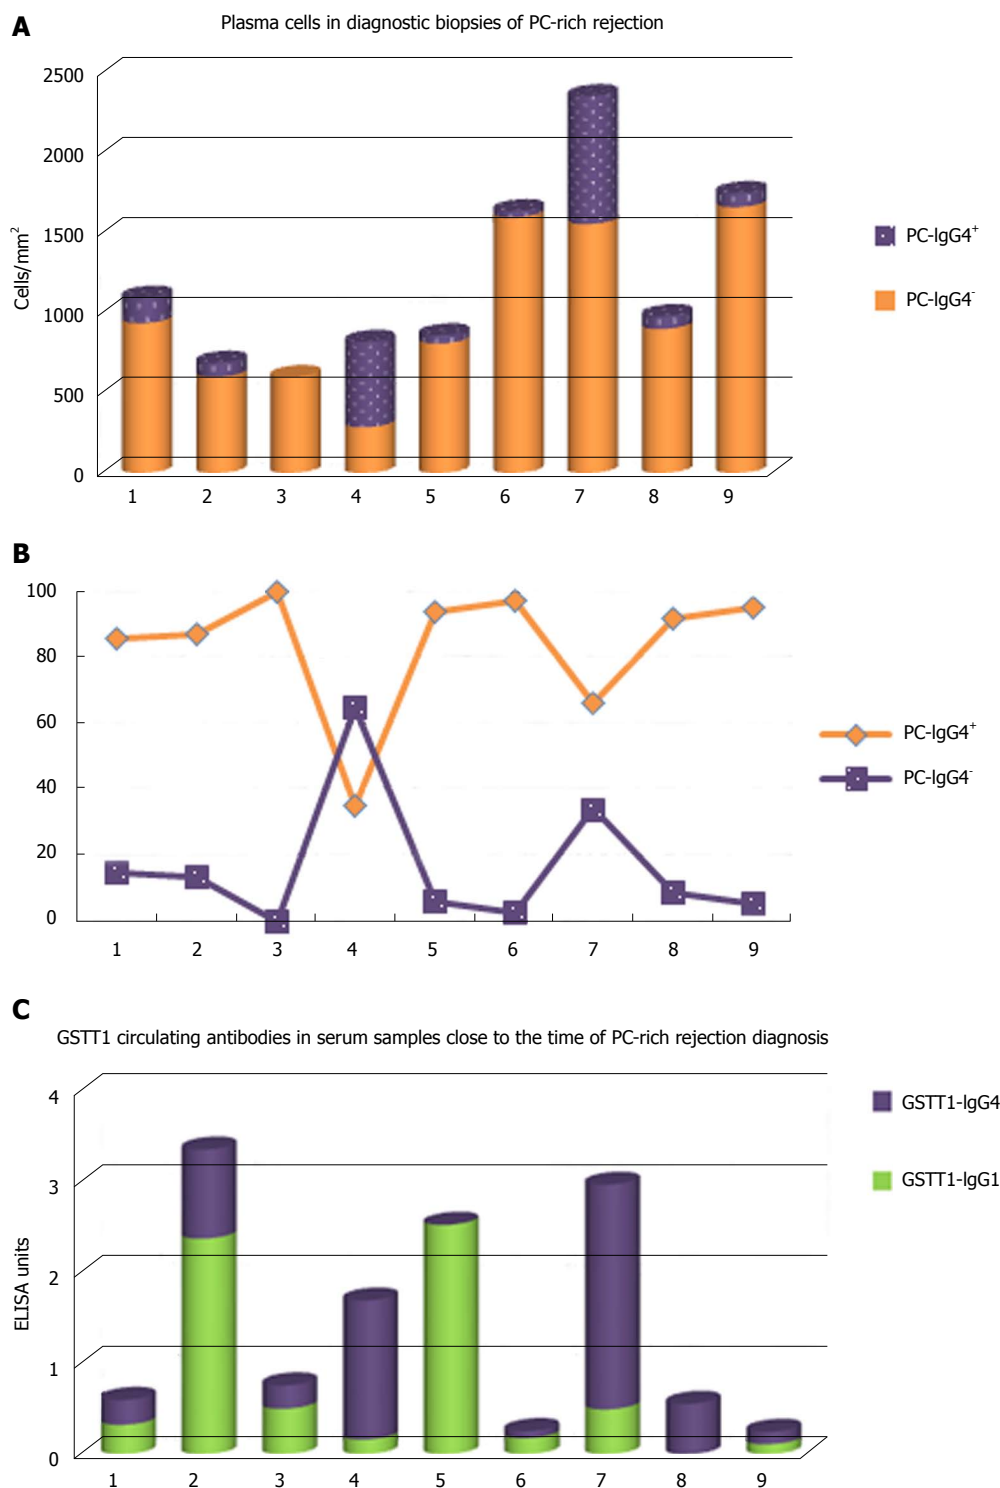 A
Plasma cells in diagnostic biopsies of PC-rich rejection
2500
2000
1500
1000
500
0
Cells/mm²
1 2 3 4 5 6 7 8 9
PC-IgG4⁺
PC-IgG4⁻
B
100
80
60
40
20
0
1 2 3 4 5 6 7 8 9
PC-IgG4⁺
PC-IgG4⁻
C
GSTT1 circulating antibodies in serum samples close to the time of PC-rich rejection diagnosis
4
3
2
1
0
ELISA units
1 2 3 4 5 6 7 8 9
GSTT1-IgG4
GSTT1-IgG1